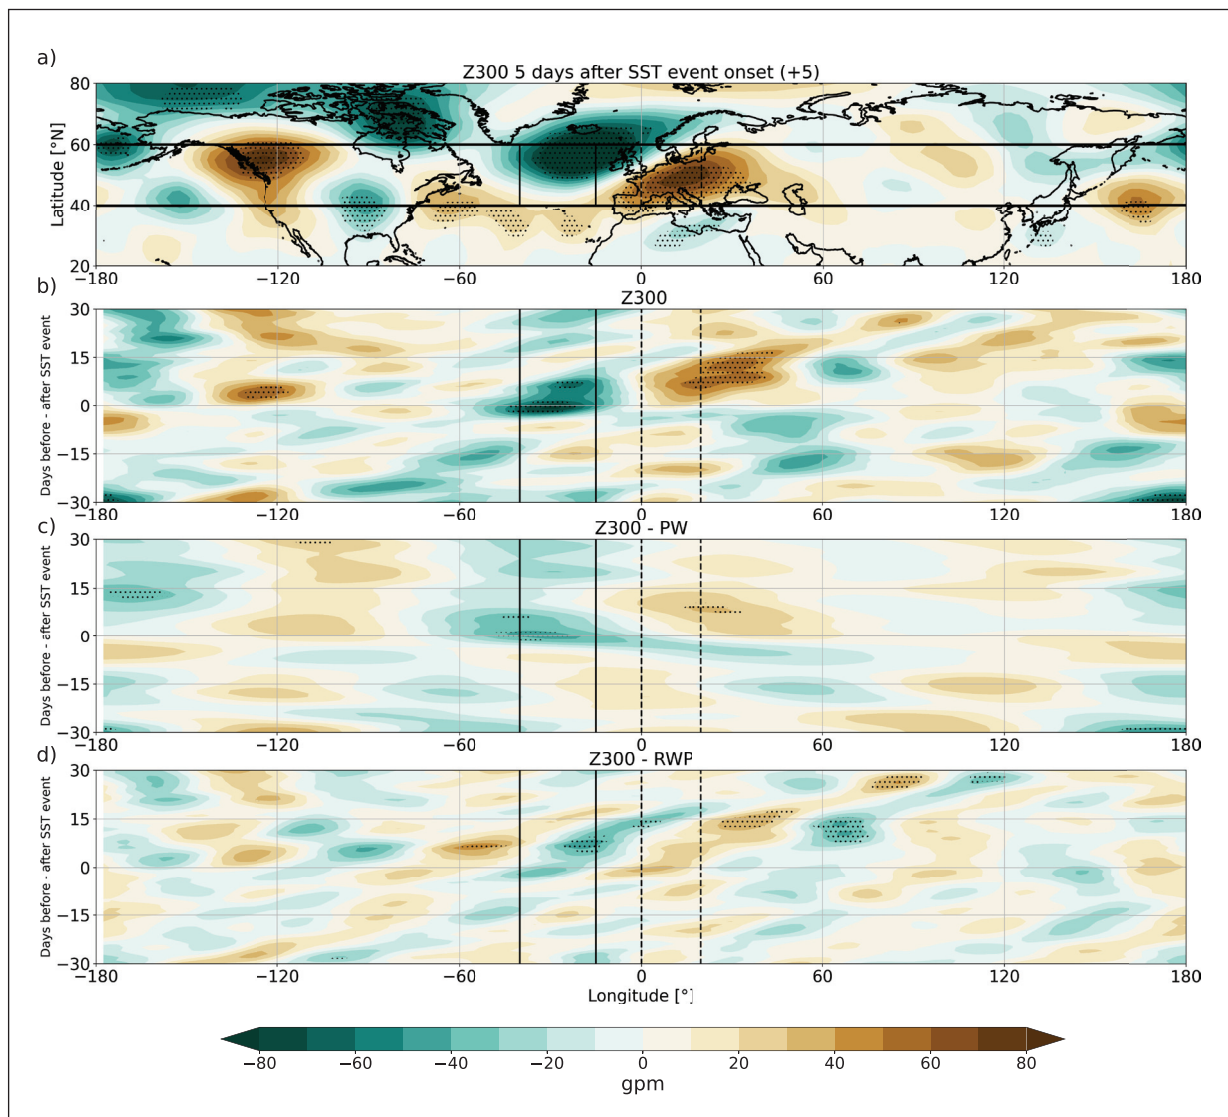 a)
Z300 5 days after SST event onset (+5)
Latitude [°N]
80
60
40
20
−180 −120 −60 0 60 120 180
b)
Z300
Days before - after SST event
30
15
0
−15
−30
−180 −120 −60 0 60 120 180
c)
Z300 - PW
Days before - after SST event
30
15
0
−15
−30
−180 −120 −60 0 60 120 180
d)
Z300 - RWP
Days before - after SST event
30
15
0
−15
−30
−180 −120 −60 0 60 120 180
Longitude [°]
−80 −60 −40 −20 0 20 40 60 80
gpm